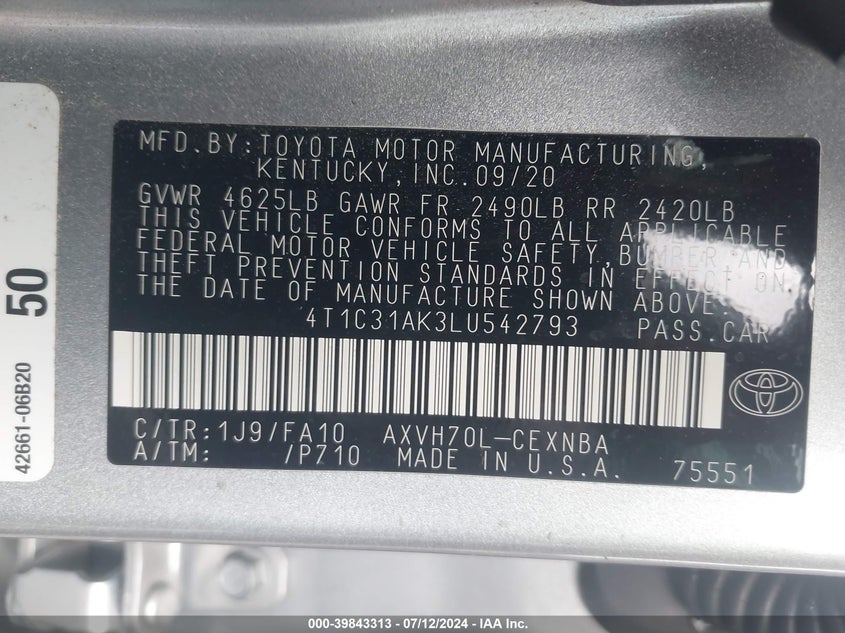 MFD.BY:TOYOTA MOTOR MANUFACTURING,
KENTUCKY,INC.09/20
GVWR 4625LB GAWR FR 2490LB RR 2420LB
THIS VEHICLE CONFORMS TO ALL APPLICABLE
FEDERAL MOTOR VEHICLE SAFETY,BUMPER,AND
THEFT PREVENTION STANDARDS IN EFFECT ON
THE DATE OF MANUFACTURE SHOWN ABOVE.
4T1C31AK3LU542793 PASS.CAR
C/TR:1J9/FA10 AXVH70L-CEXNBA
A/TM: /P710 MADE IN U.S.A. 75551
50
42661-06B20
000-39843313 - 07/12/2024 - IAA Inc.